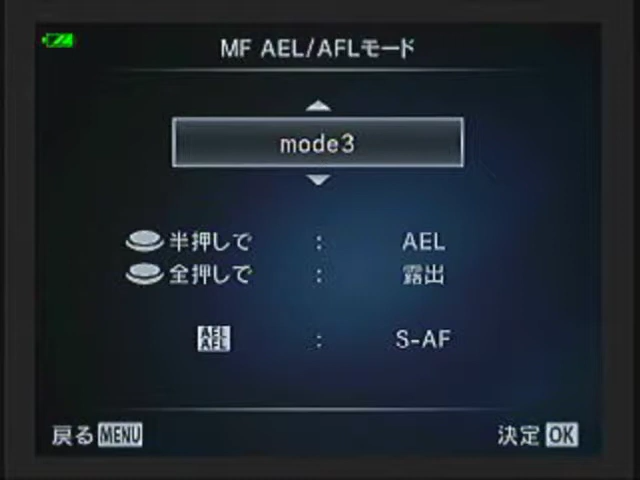 MF AEL/AFLモード
mode3
半押しで : AEL
全押しで : 露出
AEL AFL : S-AF
戻る MENU 決定 OK